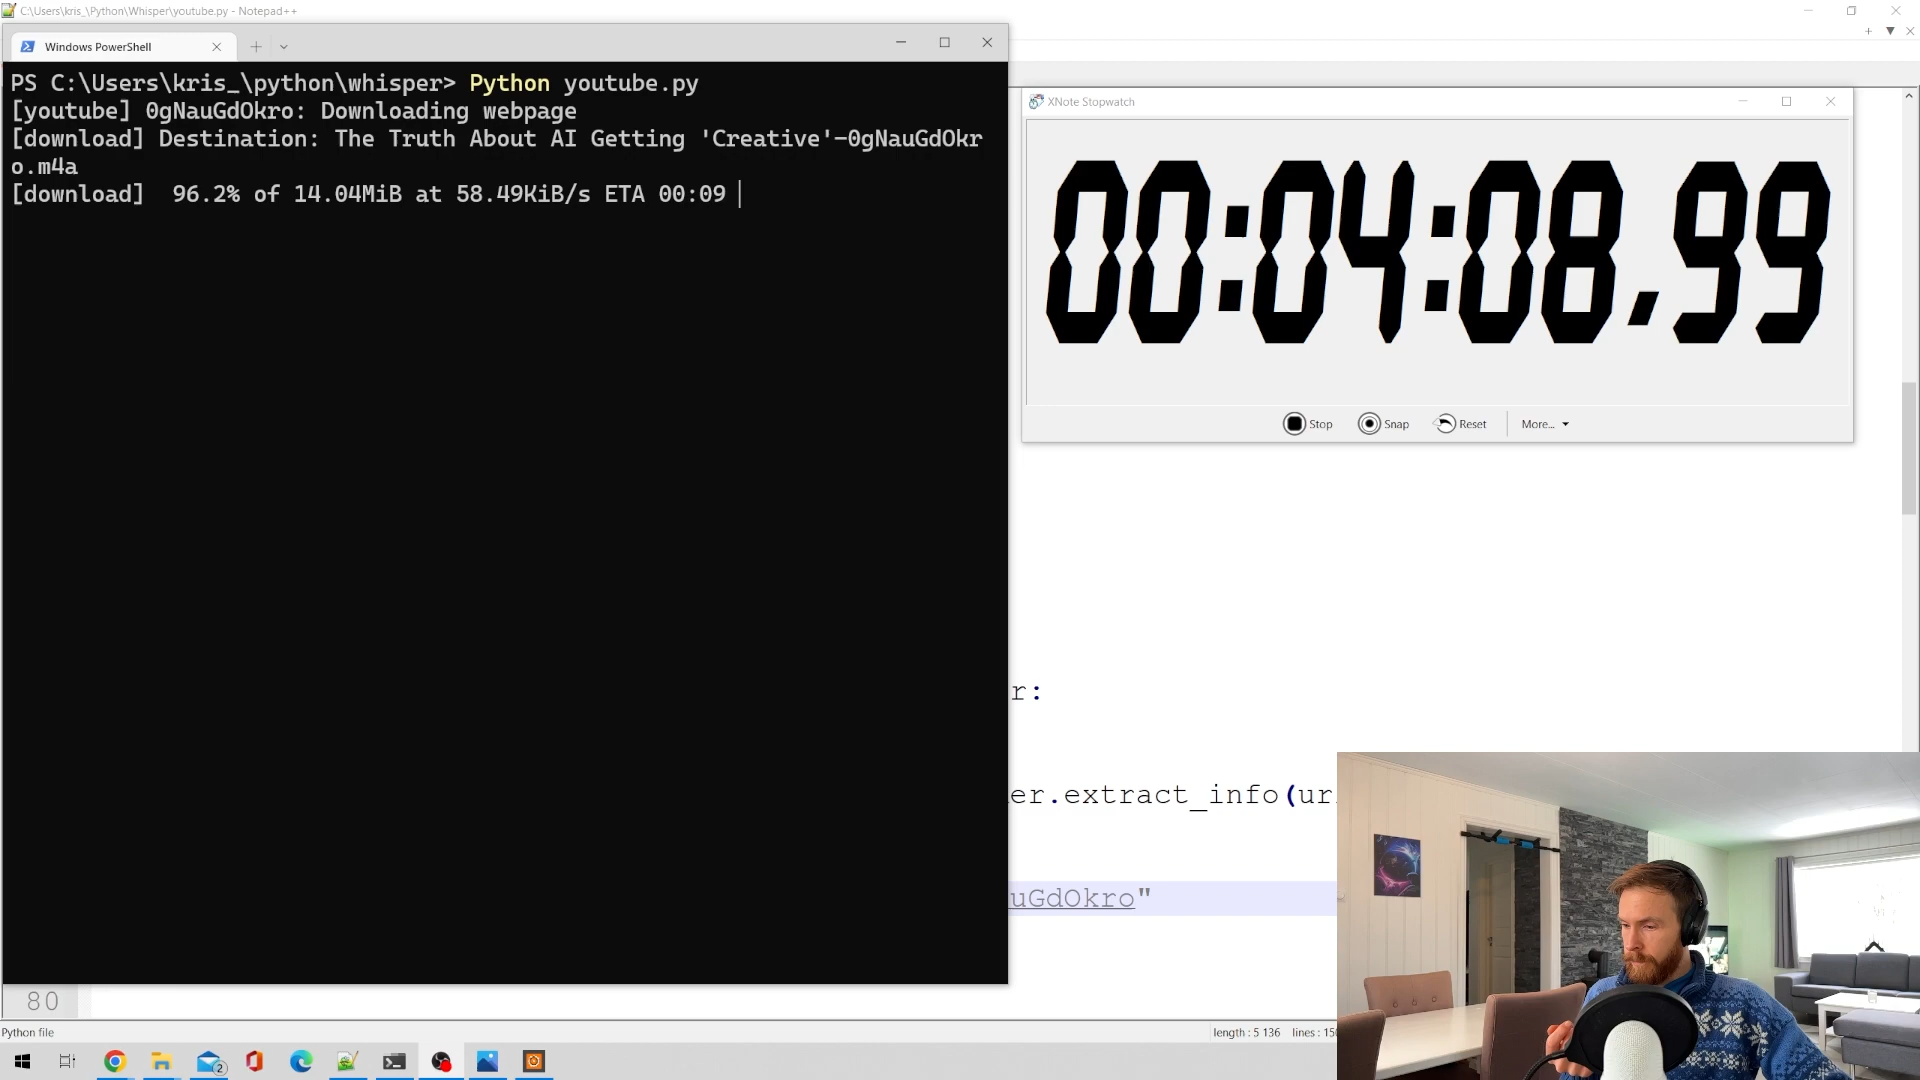 C:\Users\kris_\Python\Whisper\youtube.py - Notepad++
Windows PowerShell
PS C:\Users\kris_\python\whisper> Python youtube.py
[youtube] 0gNauGdOkro: Downloading webpage
[download] Destination: The Truth About AI Getting 'Creative'-0gNauGdOkr
o.m4a
[download]  96.2% of 14.04MiB at 58.49KiB/s ETA 00:09
XNote Stopwatch
00:04:08,99
Stop Snap Reset More...
r:
er.extract_info(ur
uGdOkro"
80
Python file
length : 5 136 lines : 15
2